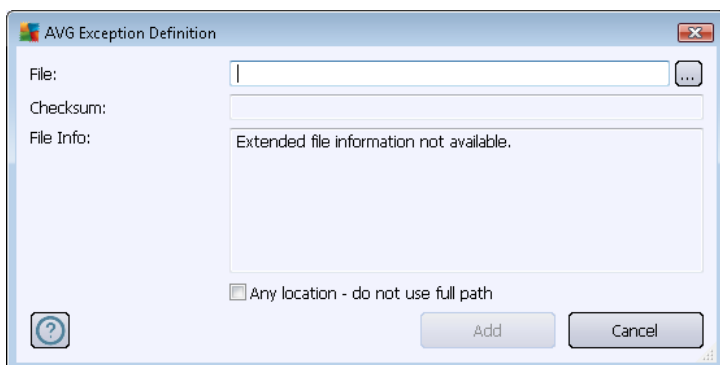 AVG Exception Definition
File:
...
Checksum:
File Info:
Extended file information not available.
Any location - do not use full path
?
Add
Cancel